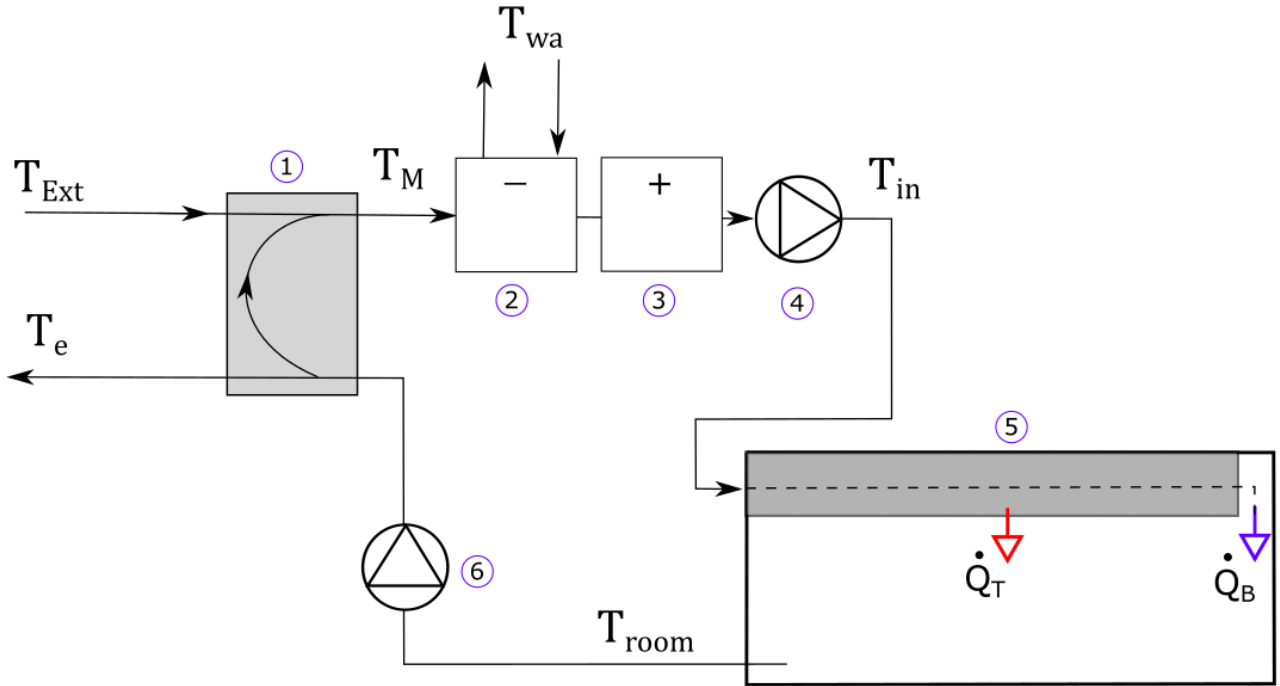 T_wa
①
T_Ext
T_M
−
+
T_in
②
③
④
T_e
⑤
⑥
Q̇_T
Q̇_B
T_room